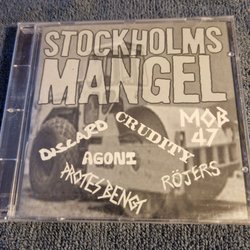 STOCKHOLMS
MANGEL
DISCARD
CRUDITY
MOB
47
AGONI
PROTES BENGT
RÖJERS